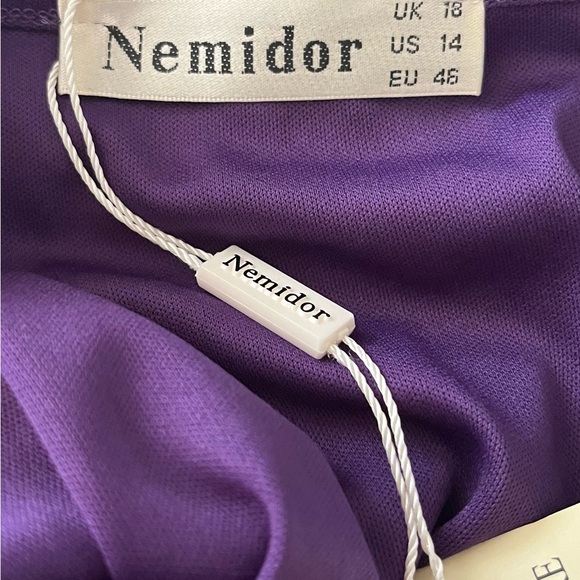 Nemidor
UK 18
US 14
EU 46
Nemidor